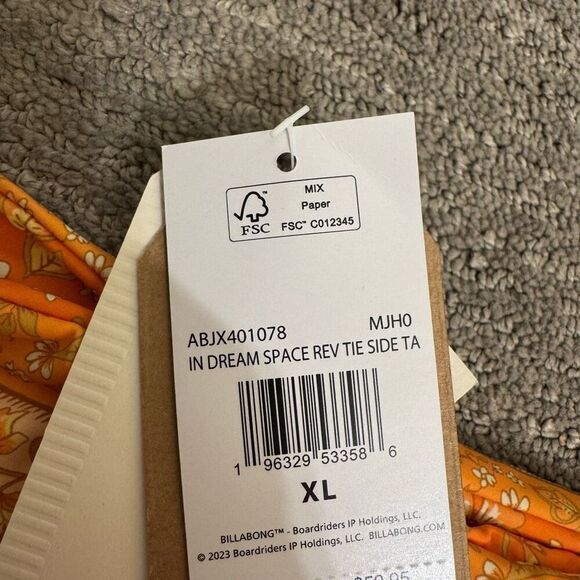 MIX
Paper
FSC
FSC™ C012345
ABJX401078 MJH0
IN DREAM SPACE REV TIE SIDE TA
1 96329 53358 6
XL
BILLABONG™ - Boardriders IP Holdings, LLC.
© 2023 Boardriders IP Holdings, LLC. BILLABONG.COM